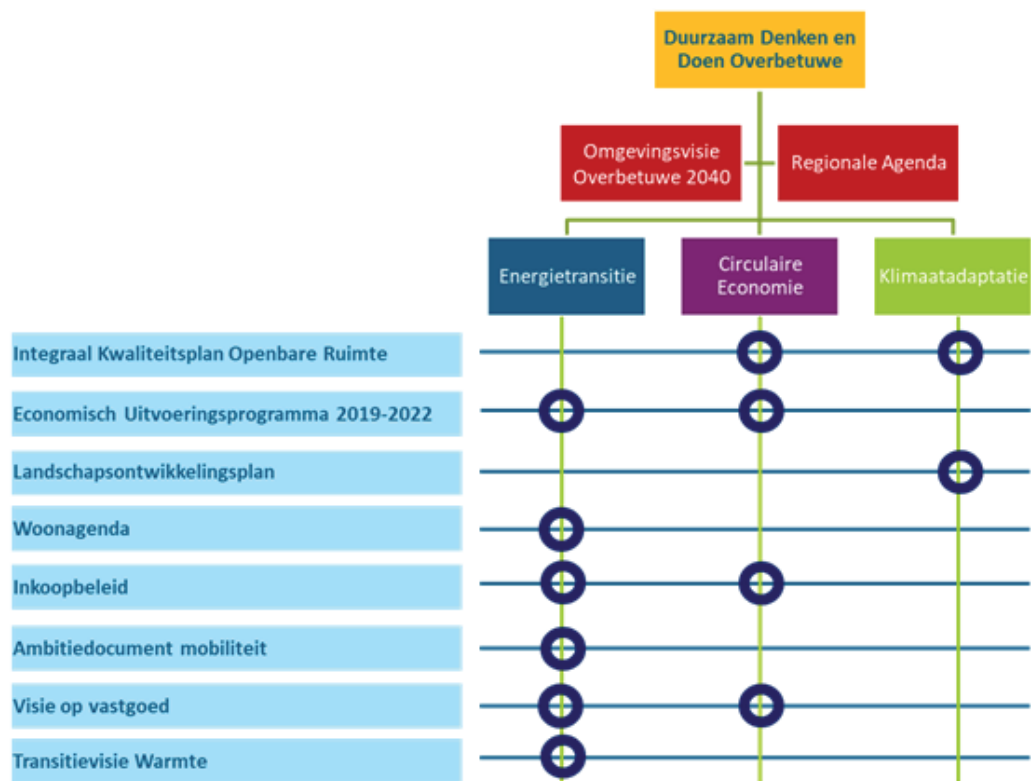 Duurzaam Denken en
Doen Overbetuwe
Omgevingsvisie
Overbetuwe 2040
Regionale Agenda
Energietransitie
Circulaire
Economie
Klimaatadaptatie
Integraal Kwaliteitsplan Openbare Ruimte
Economisch Uitvoeringsprogramma 2019-2022
Landschapsontwikkelingsplan
Woonagenda
Inkoopbeleid
Ambitiedocument mobiliteit
Visie op vastgoed
Transitievisie Warmte